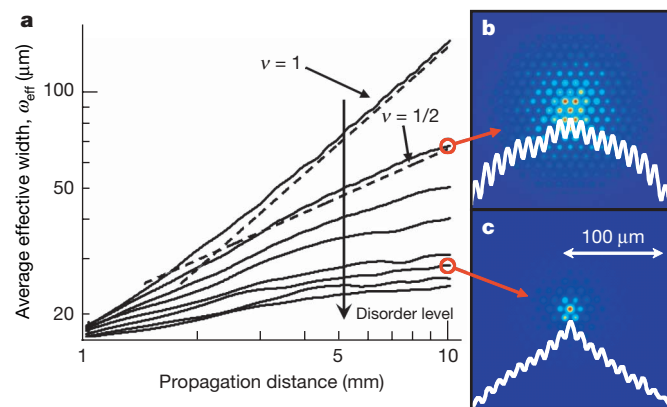 a
Average effective width, ω_eff (μm)
100
50
20
ν = 1
ν = 1/2
Disorder level
1
2
5
10
Propagation distance (mm)
b
c
100 μm